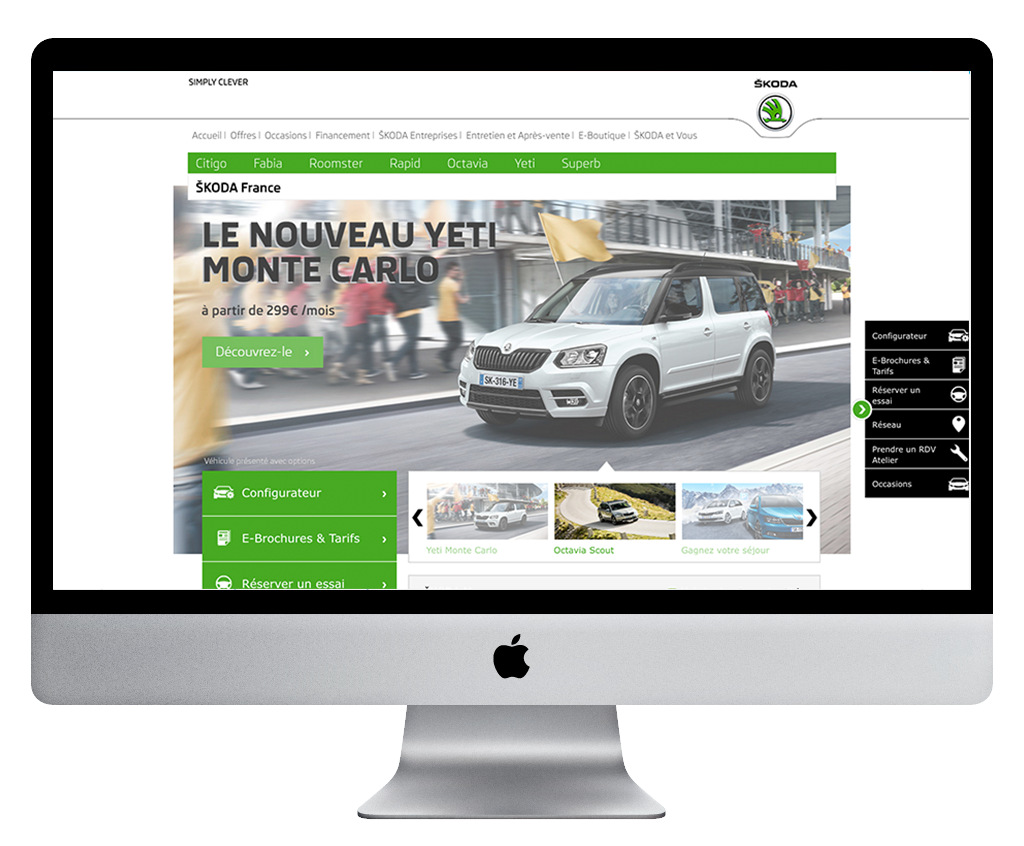 SIMPLY CLEVER
ŠKODA
Accueil | Offres | Occasions | Financement | ŠKODA Entreprises | Entretien et Après-vente | E-Boutique | ŠKODA et Vous
Citigo Fabia Roomster Rapid Octavia Yeti Superb
ŠKODA France
LE NOUVEAU YETI
MONTE CARLO
à partir de 299€ /mois
Découvrez-le ›
SK-316-YE
Véhicule présenté avec options
Configurateur ›
E-Brochures & Tarifs ›
Réserver un essai ›
Yeti Monte Carlo
Octavia Scout
Gagnez votre séjour
Configurateur
E-Brochures &
Tarifs
Réserver un
essai
Réseau
Prendre un RDV
Atelier
Occasions